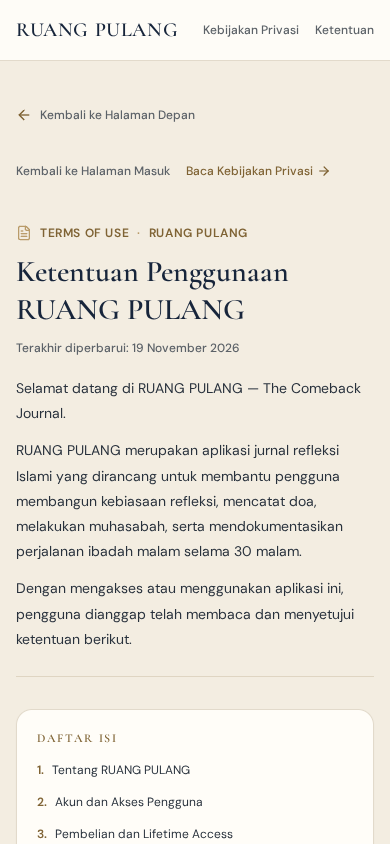 RUANG PULANG
Kebijakan Privasi
Ketentuan
Kembali ke Halaman Depan
Kembali ke Halaman Masuk
Baca Kebijakan Privasi →
TERMS OF USE · RUANG PULANG
Ketentuan Penggunaan
RUANG PULANG
Terakhir diperbarui: 19 November 2026
Selamat datang di RUANG PULANG — The Comeback
Journal.
RUANG PULANG merupakan aplikasi jurnal refleksi
Islami yang dirancang untuk membantu pengguna
membangun kebiasaan refleksi, mencatat doa,
melakukan muhasabah, serta mendokumentasikan
perjalanan ibadah malam selama 30 malam.
Dengan mengakses atau menggunakan aplikasi ini,
pengguna dianggap telah membaca dan menyetujui
ketentuan berikut.
DAFTAR ISI
1. Tentang RUANG PULANG
2. Akun dan Akses Pengguna
3. Pembelian dan Lifetime Access